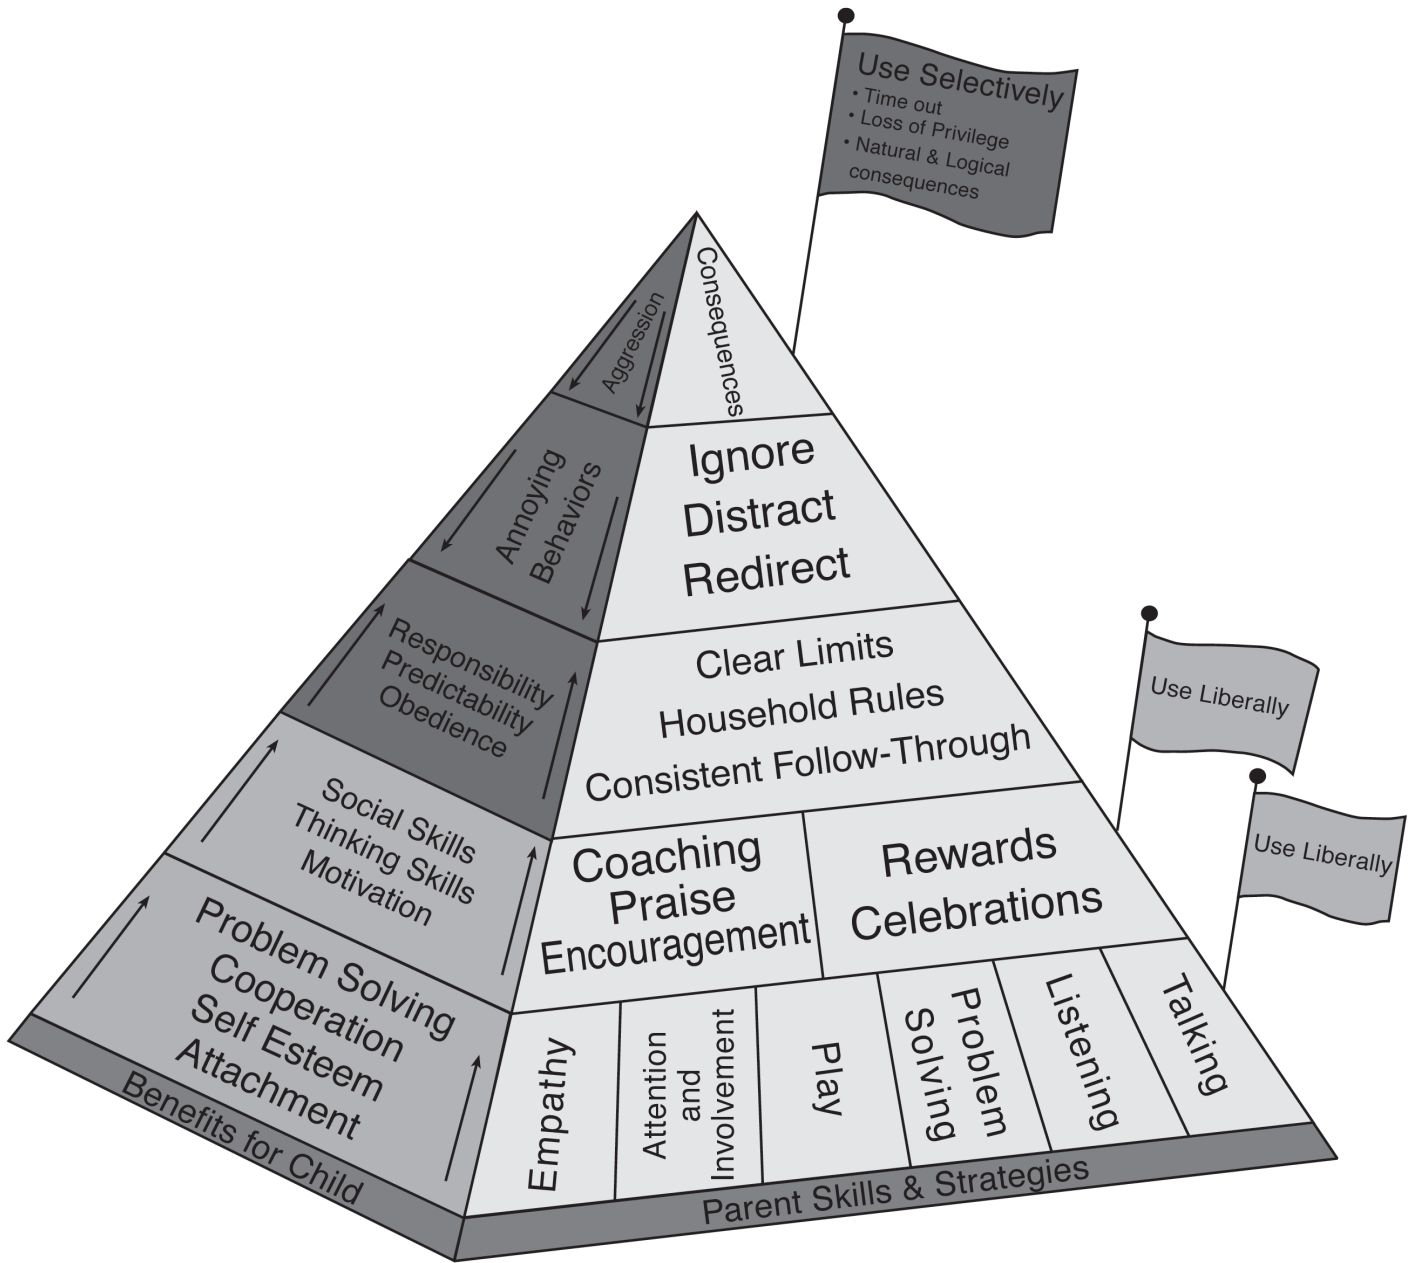 Use Selectively
• Time out
• Loss of Privilege
• Natural & Logical
consequences
Aggression
Consequences
Annoying
Behaviors
Ignore
Distract
Redirect
Responsibility
Predictability
Obedience
Clear Limits
Household Rules
Consistent Follow-Through
Use Liberally
Social Skills
Thinking Skills
Motivation
Coaching
Praise
Encouragement
Rewards
Celebrations
Use Liberally
Problem Solving
Cooperation
Self Esteem
Attachment
Empathy
Attention
and
Involvement
Play
Problem
Solving
Listening
Talking
Benefits for Child
Parent Skills & Strategies